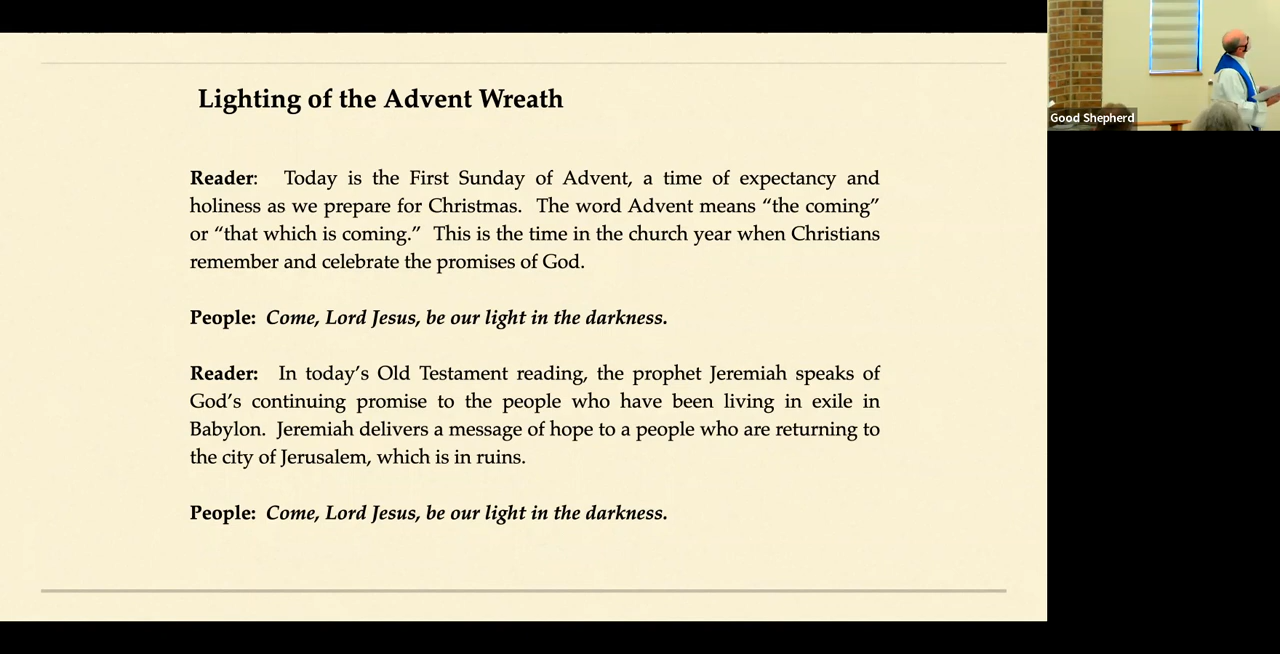 Lighting of the Advent Wreath
Reader: Today is the First Sunday of Advent, a time of expectancy and
holiness as we prepare for Christmas. The word Advent means “the coming”
or “that which is coming.” This is the time in the church year when Christians
remember and celebrate the promises of God.
People: Come, Lord Jesus, be our light in the darkness.
Reader: In today’s Old Testament reading, the prophet Jeremiah speaks of
God’s continuing promise to the people who have been living in exile in
Babylon. Jeremiah delivers a message of hope to a people who are returning to
the city of Jerusalem, which is in ruins.
People: Come, Lord Jesus, be our light in the darkness.
Good Shepherd